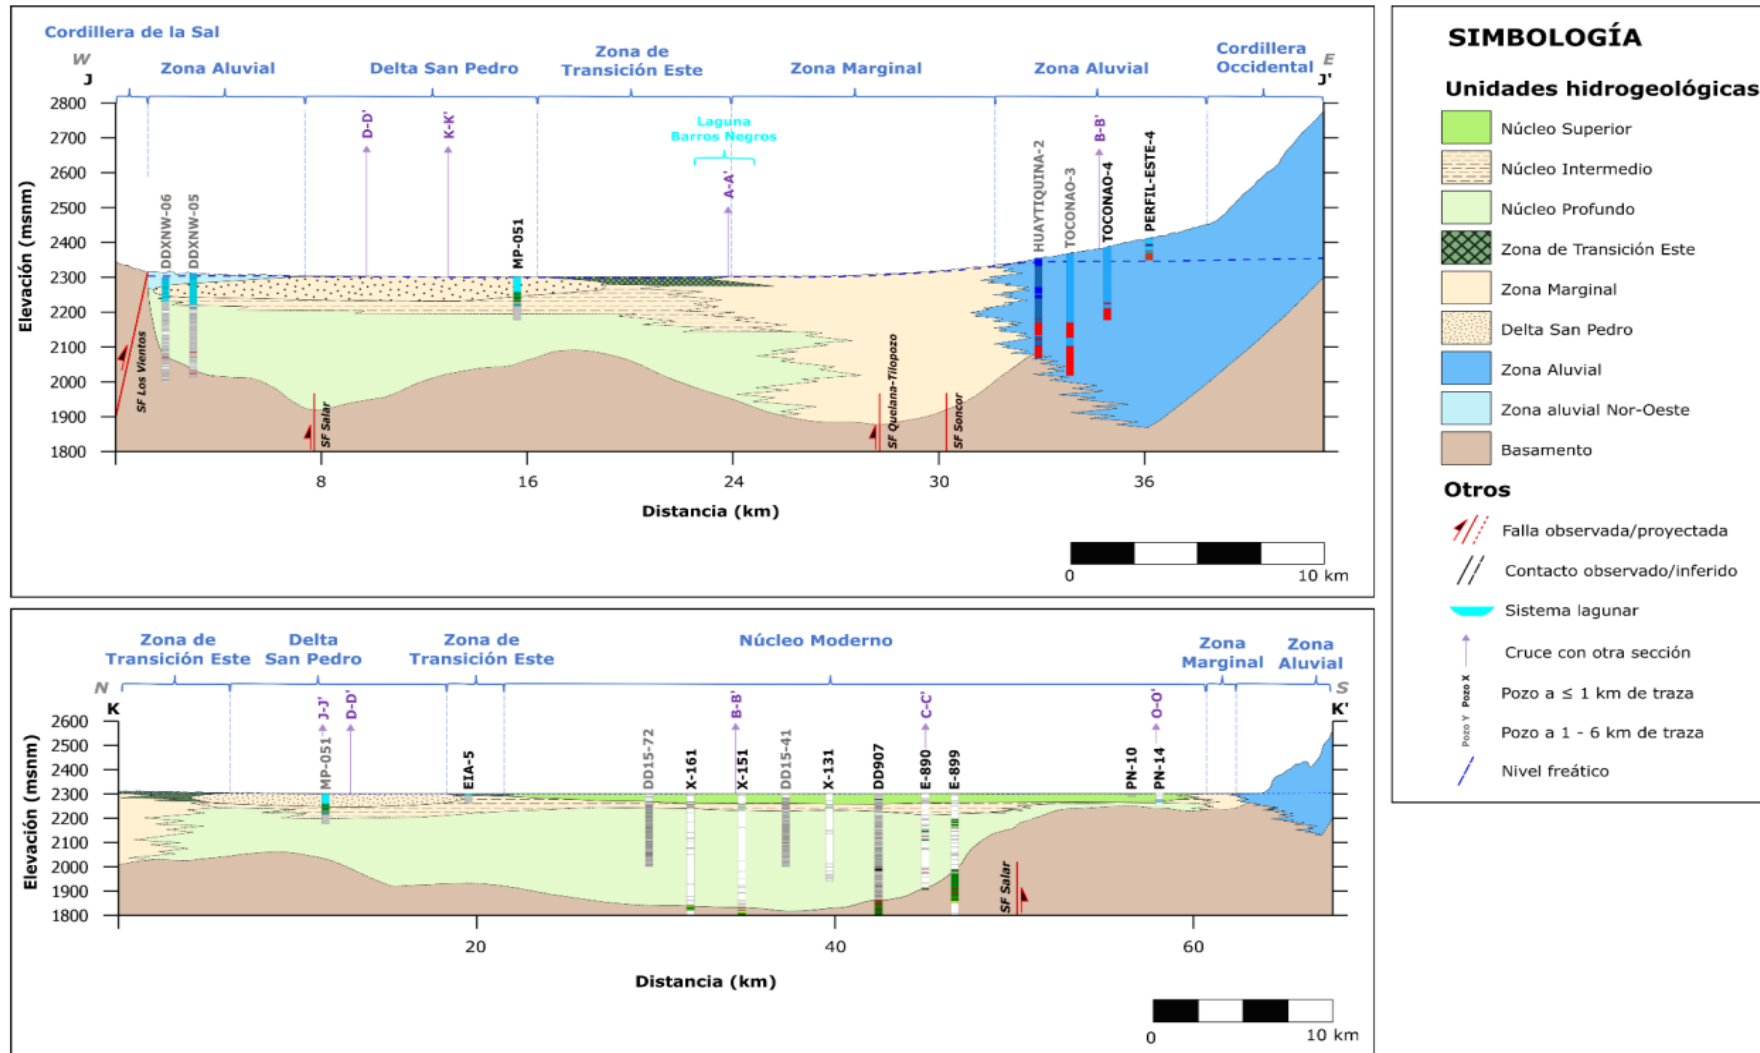 Cordillera de la Sal
Zona Aluvial
Delta San Pedro
Zona de
Transición Este
Zona Marginal
Zona Aluvial
Cordillera
Occidental
W
J
E
J'
Elevación (msnm)
2800
2700
2600
2500
2400
2300
2200
2100
2000
1900
1800
DDXNW-06
DDXNW-05
D-D'
K-K'
MP-051
Laguna
Barros Negros
A-A'
HUAYTIQUINA-2
TOCONAO-3
B-B'
TOCONAO-4
PERFIL-ESTE-4
SF Los Vientos
SF Salar
SF Quelana-Tilopozo
SF Soncor
8
16
24
30
36
Distancia (km)
0
10 km
Zona de
Transición Este
Delta
San Pedro
Zona de
Transición Este
Núcleo Moderno
Zona
Marginal
Zona
Aluvial
N
K
S
K'
Elevación (msnm)
2600
2500
2400
2300
2200
2100
2000
1900
1800
MP-051
J-J'
D-D'
EIA-5
DD15-72
X-161
X-151
B-B'
DD15-41
X-131
DD907
E-890
C-C'
E-899
PN-10
PN-14
O-O'
SF Salar
20
40
60
Distancia (km)
0
10 km
SIMBOLOGÍA
Unidades hidrogeológicas
Núcleo Superior
Núcleo Intermedio
Núcleo Profundo
Zona de Transición Este
Zona Marginal
Delta San Pedro
Zona Aluvial
Zona aluvial Nor-Oeste
Basamento
Otros
Falla observada/proyectada
Contacto observado/inferido
Sistema lagunar
Cruce con otra sección
Pozo X
Pozo a ≤ 1 km de traza
Pozo Y
Pozo a 1 - 6 km de traza
Nivel freático